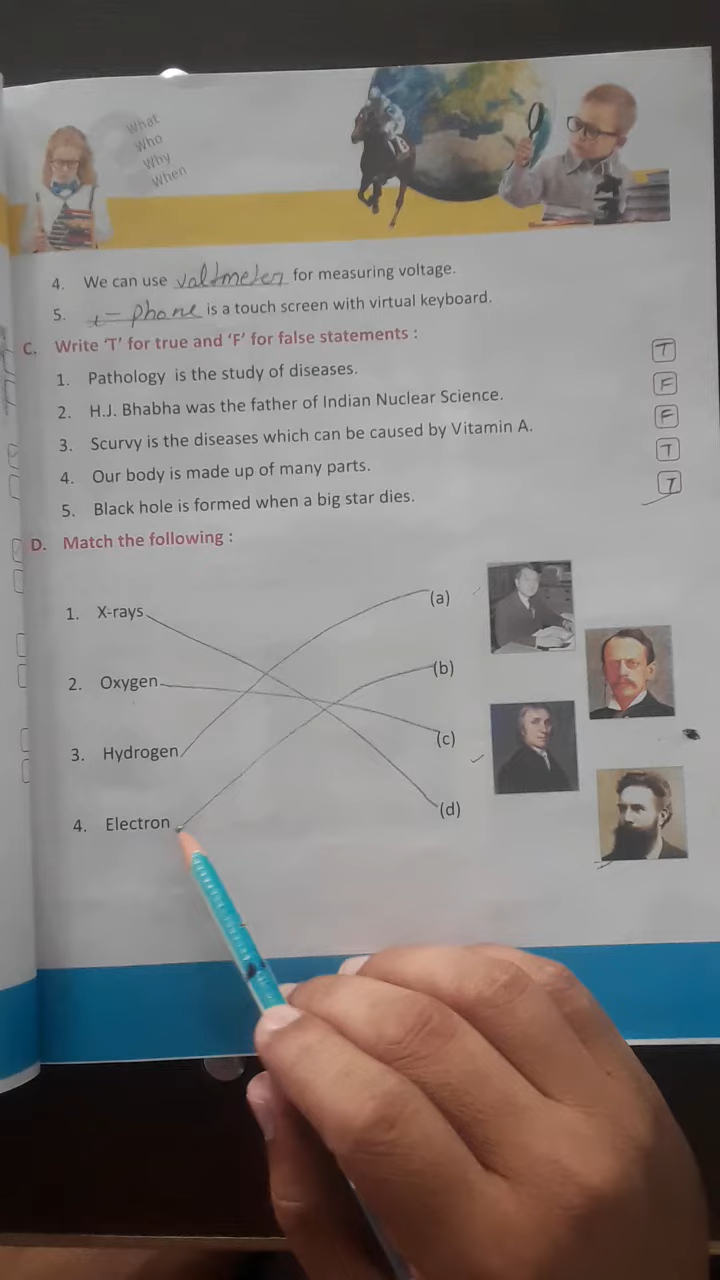 What
Who
Why
When
4. We can use valtmeter for measuring voltage.
5. i- phone is a touch screen with virtual keyboard.
C. Write 'T' for true and 'F' for false statements :
1. Pathology is the study of diseases. T
2. H.J. Bhabha was the father of Indian Nuclear Science. F
3. Scurvy is the diseases which can be caused by Vitamin A. F
4. Our body is made up of many parts. T
5. Black hole is formed when a big star dies. T
D. Match the following :
1. X-rays (a)
2. Oxygen (b)
3. Hydrogen (c)
4. Electron (d)